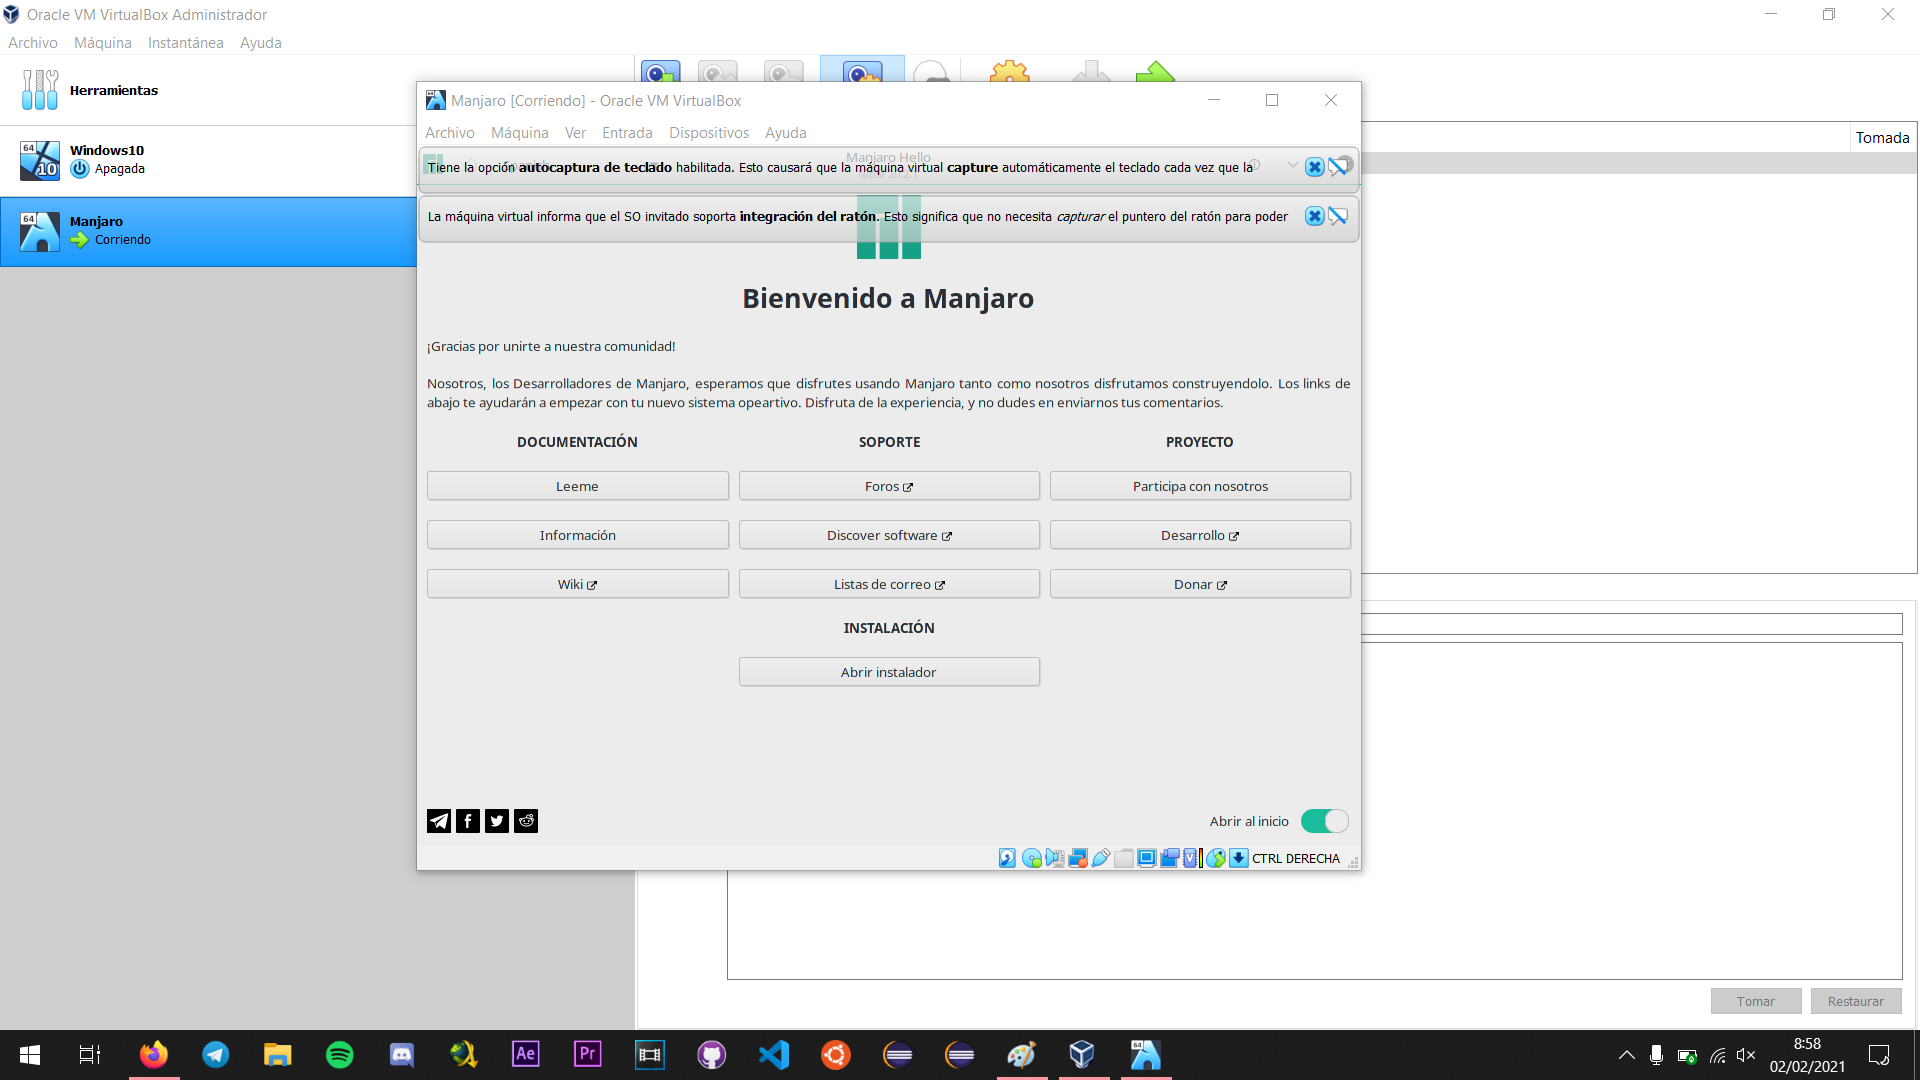 Oracle VM VirtualBox Administrador
Archivo Máquina Instantánea Ayuda
Herramientas
64
10
Windows10
Apagada
64
Manjaro
Corriendo
Tomada
64
Manjaro [Corriendo] - Oracle VM VirtualBox
Archivo Máquina Ver Entrada Dispositivos Ayuda
Manjaro Hello
Tiene la opción autocaptura de teclado habilitada. Esto causará que la máquina virtual capture automáticamente el teclado cada vez que la
La máquina virtual informa que el SO invitado soporta integración del ratón. Esto significa que no necesita capturar el puntero del ratón para poder
Bienvenido a Manjaro
¡Gracias por unirte a nuestra comunidad!
Nosotros, los Desarrolladores de Manjaro, esperamos que disfrutes usando Manjaro tanto como nosotros disfrutamos construyendolo. Los links de
abajo te ayudarán a empezar con tu nuevo sistema opeartivo. Disfruta de la experiencia, y no dudes en enviarnos tus comentarios.
DOCUMENTACIÓN SOPORTE PROYECTO
Leeme Foros Participa con nosotros
Información Discover software Desarrollo
Wiki Listas de correo Donar
INSTALACIÓN
Abrir instalador
Abrir al inicio
CTRL DERECHA
Tomar Restaurar
Ae Pr 64
8:58
02/02/2021